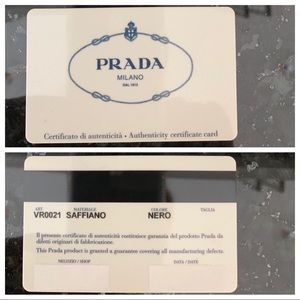 PRADA
MILANO
DAL 1913
Certificato di autenticità • Authenticity certificate card
ART. MATERIALE COLORE TAGLIA
VR0021 SAFFIANO NERO
Il presente certificato di autenticità costituisce garanzia del prodotto Prada da
difetti originari di fabbricazione.
This Prada product is granted a guarantee covering all manufacturing defects.
NEGOZIO / SHOP DATA / DATE